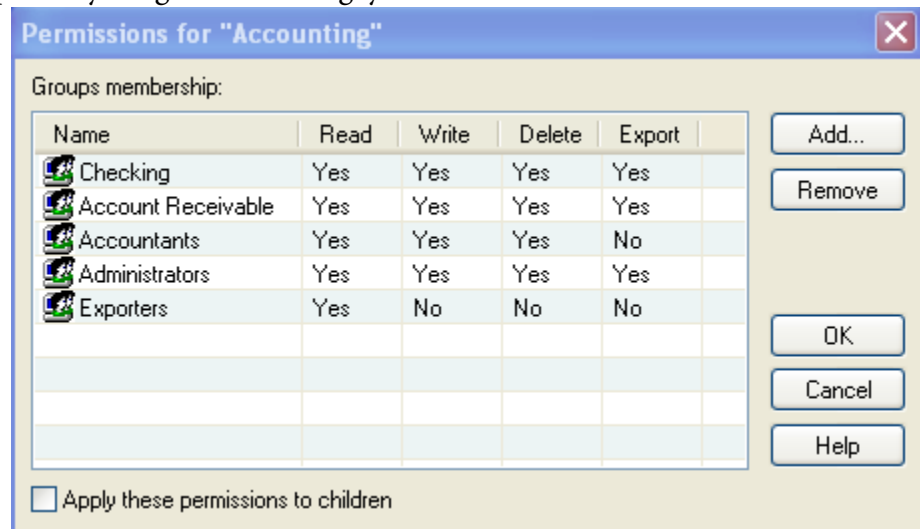 Permissions for "Accounting"
Groups membership:
Name Read Write Delete Export
Checking Yes Yes Yes Yes
Account Receivable Yes Yes Yes Yes
Accountants Yes Yes Yes No
Administrators Yes Yes Yes Yes
Exporters Yes No No No
Add...
Remove
OK
Cancel
Help
Apply these permissions to children